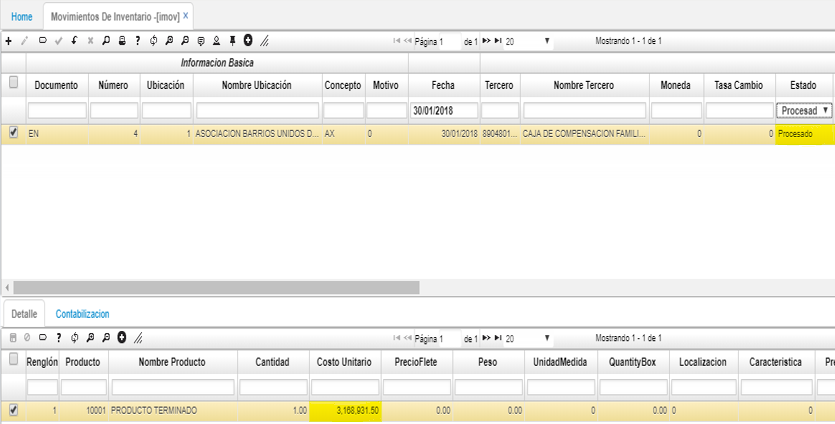 Home Movimientos De Inventario -[imov] X
Página 1 de 1 20 Mostrando 1 - 1 de 1
Informacion Basica
Documento Número Ubicación Nombre Ubicación Concepto Motivo Fecha Tercero Nombre Tercero Moneda Tasa Cambio Estado
30/01/2018 Procesad
EN 4 1 ASOCIACION BARRIOS UNIDOS D... AX 0 30/01/2018 8904801... CAJA DE COMPENSACION FAMILI... 0 0 Procesado
Detalle Contabilizacion
Página 1 de 1 20 Mostrando 1 - 1 de 1
Renglón Producto Nombre Producto Cantidad Costo Unitario PrecioFlete Peso UnidadMedida QuantityBox Localizacion Caracteristica Pre
1 10001 PRODUCTO TERMINADO 1.00 3,168,931.50 0.00 0.00 0 0.00 0 0